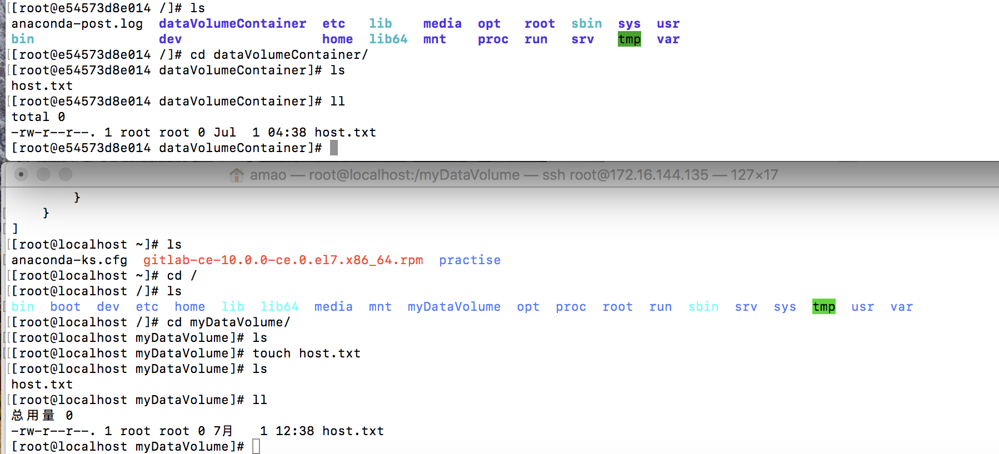 [root@e54573d8e014 /]# ls
anaconda-post.log  dataVolumeContainer  etc   lib    media  opt   root  sbin  sys  usr
bin                dev                  home  lib64  mnt    proc  run   srv   tmp  var
[root@e54573d8e014 /]# cd dataVolumeContainer/
[root@e54573d8e014 dataVolumeContainer]# ls
host.txt
[root@e54573d8e014 dataVolumeContainer]# ll
total 0
-rw-r--r--. 1 root root 0 Jul  1 04:38 host.txt
[root@e54573d8e014 dataVolumeContainer]#
amao — root@localhost:/myDataVolume — ssh root@172.16.144.135 — 127×17
        }
    }
]
[root@localhost ~]# ls
anaconda-ks.cfg  gitlab-ce-10.0.0-ce.0.el7.x86_64.rpm  practise
[root@localhost ~]# cd /
[root@localhost /]# ls
bin  boot  dev  etc  home  lib  lib64  media  mnt  myDataVolume  opt  proc  root  run  sbin  srv  sys  tmp  usr  var
[root@localhost /]# cd myDataVolume/
[root@localhost myDataVolume]# ls
[root@localhost myDataVolume]# touch host.txt
[root@localhost myDataVolume]# ls
host.txt
[root@localhost myDataVolume]# ll
总用量 0
-rw-r--r--. 1 root root 0 7月   1 12:38 host.txt
[root@localhost myDataVolume]#